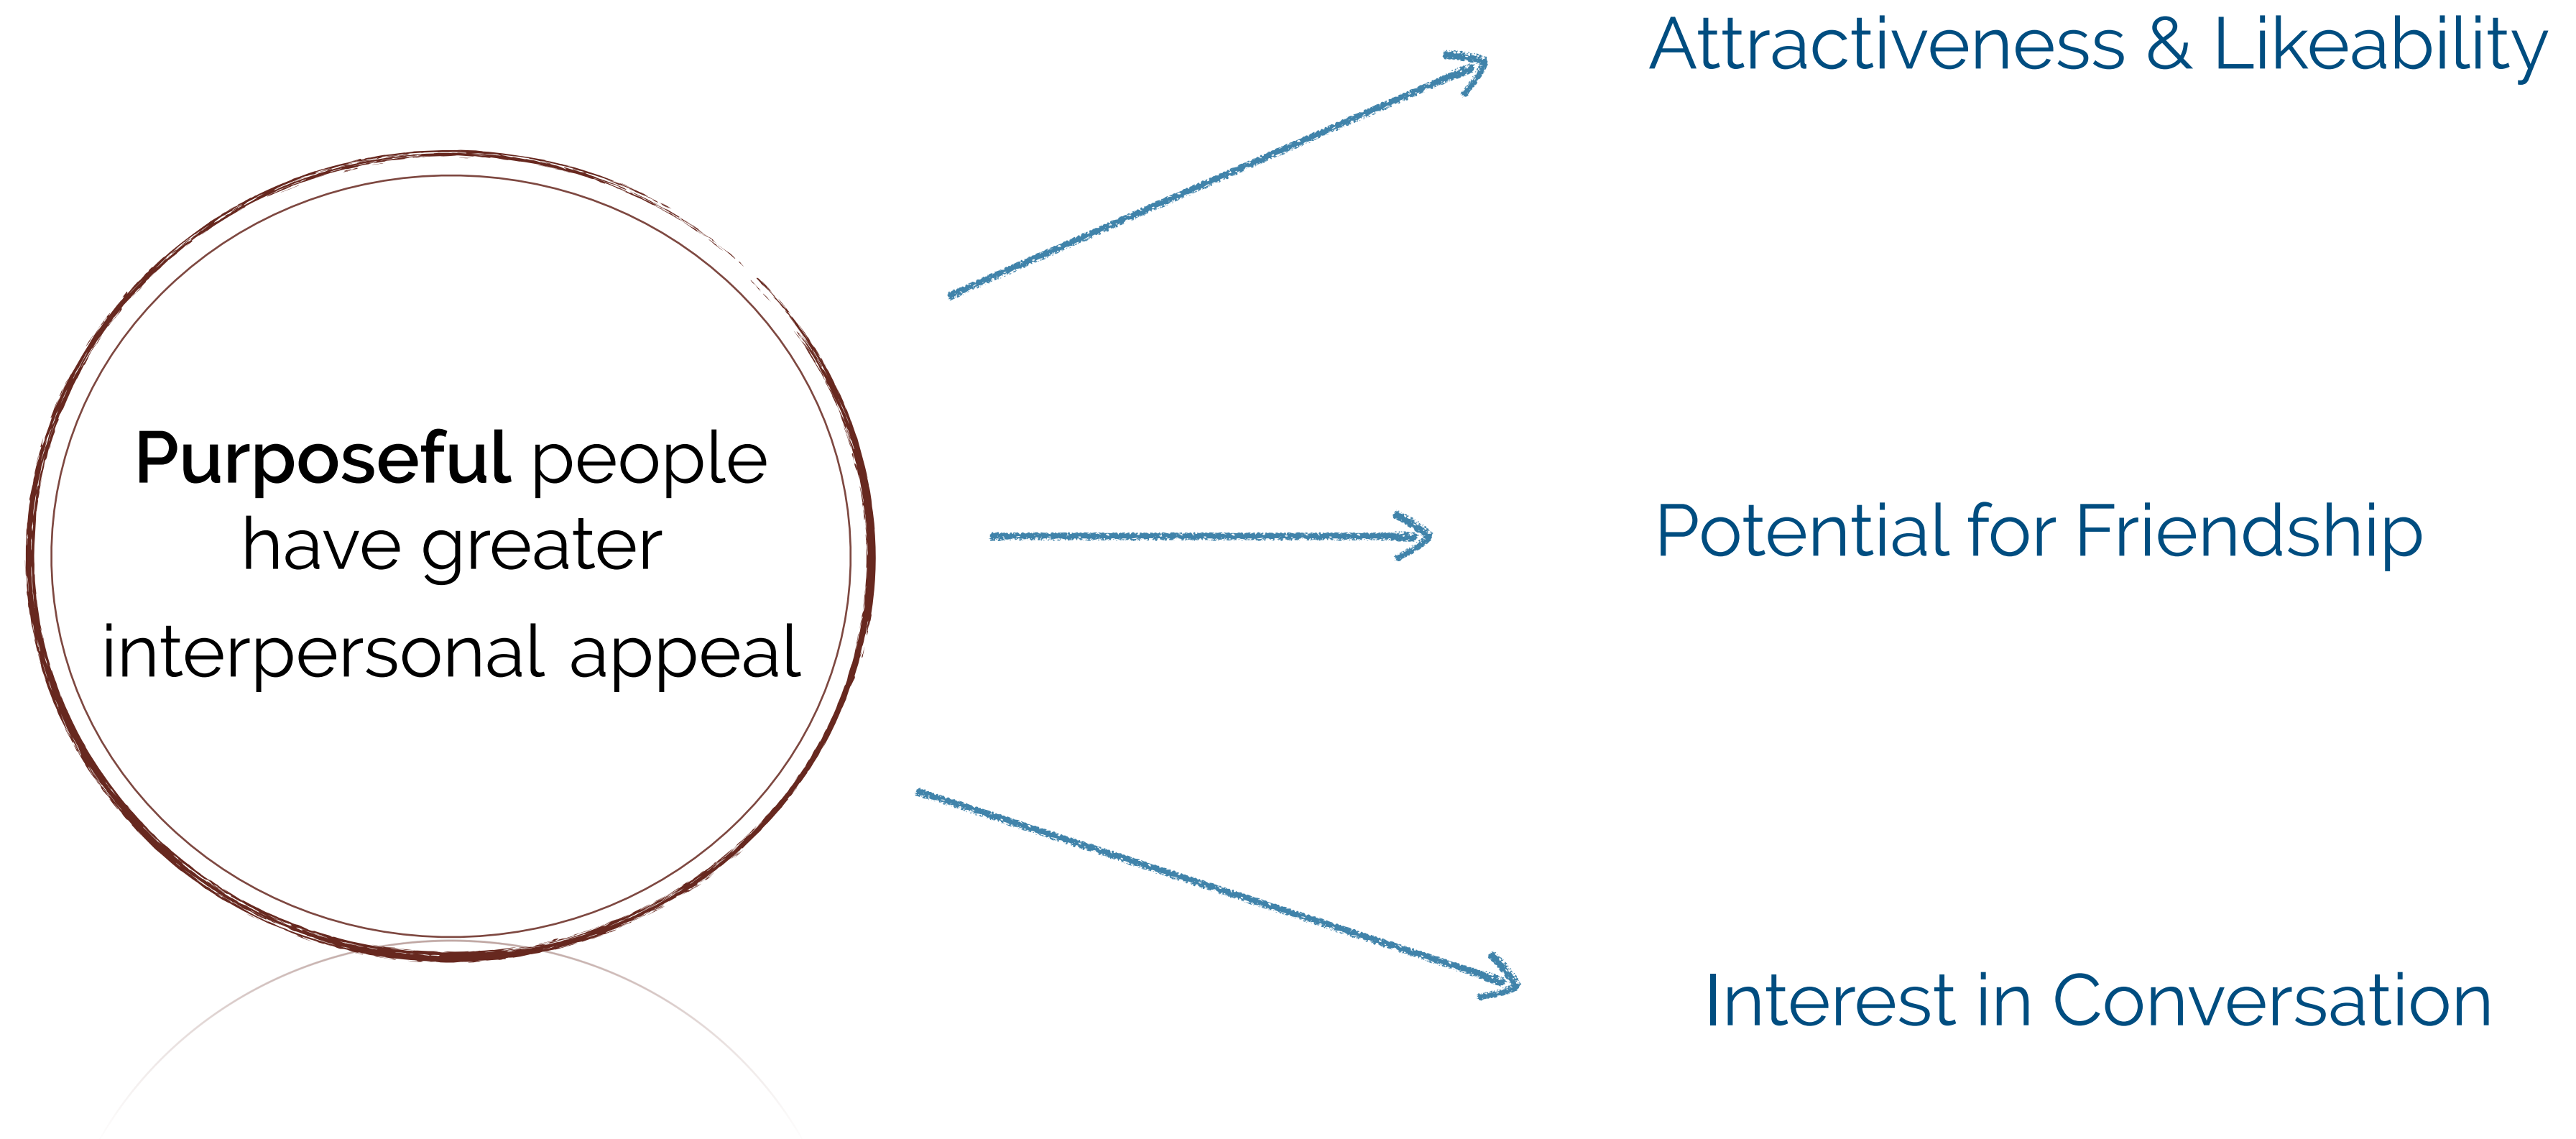 Attractiveness & Likeability
Purposeful people
have greater
interpersonal appeal
Potential for Friendship
Interest in Conversation